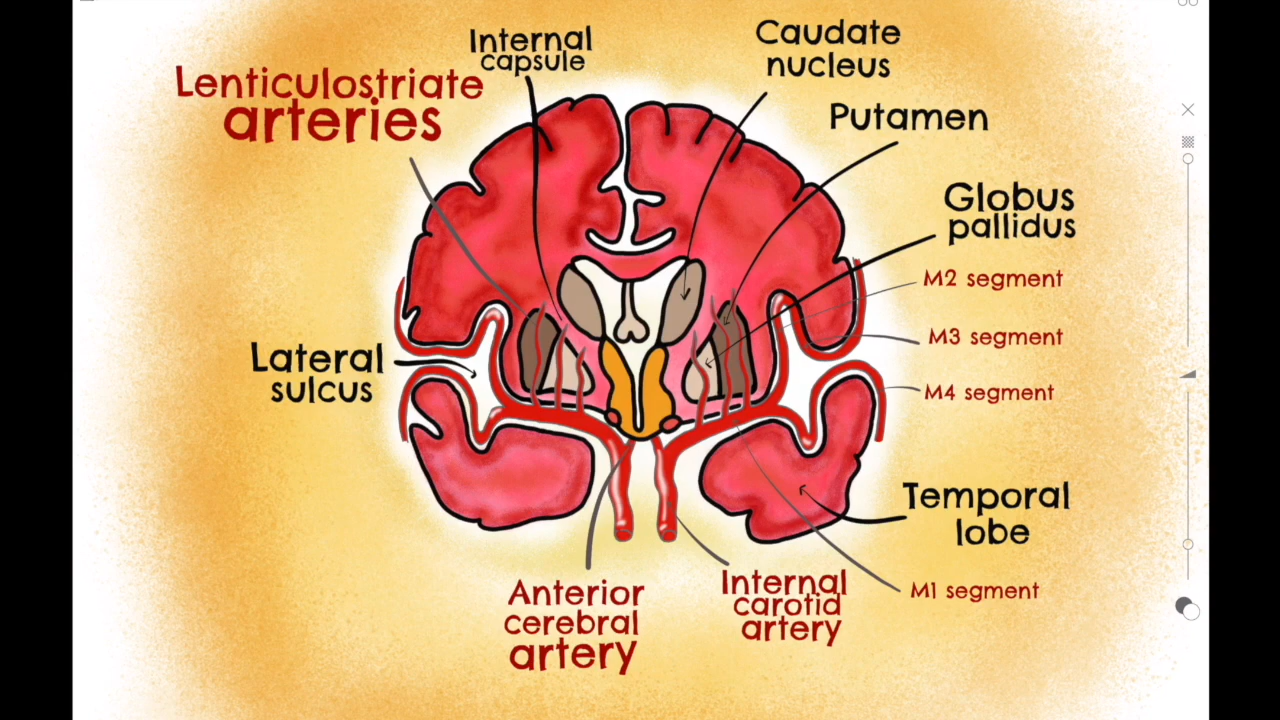 Internal
capsule
Caudate
nucleus
Lenticulostriate
arteries
Putamen
Globus
pallidus
M2 segment
M3 segment
Lateral
sulcus
M4 segment
Temporal
lobe
M1 segment
Anterior
cerebral
artery
Internal
carotid
artery